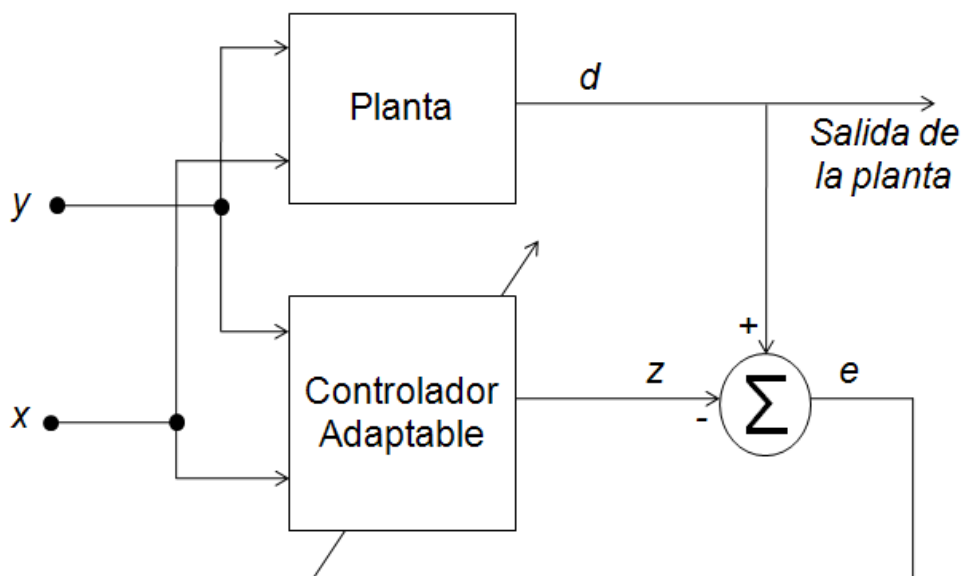 Planta
d
Salida de
la planta
y
x
Controlador
Adaptable
z
+
-
Σ
e